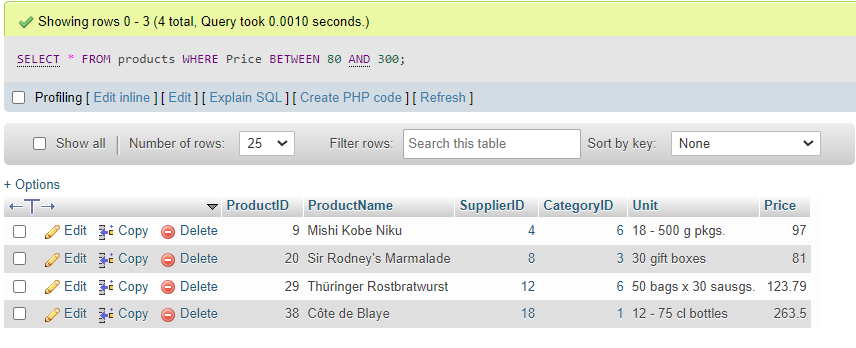 Showing rows 0 - 3 (4 total, Query took 0.0010 seconds.)
SELECT * FROM products WHERE Price BETWEEN 80 AND 300;
Profiling [ Edit inline ] [ Edit ] [ Explain SQL ] [ Create PHP code ] [ Refresh ]
Show all Number of rows: 25 Filter rows: Search this table Sort by key: None
+ Options
←T→ ProductID ProductName SupplierID CategoryID Unit Price
Edit Copy Delete 9 Mishi Kobe Niku 4 6 18 - 500 g pkgs. 97
Edit Copy Delete 20 Sir Rodney's Marmalade 8 3 30 gift boxes 81
Edit Copy Delete 29 Thüringer Rostbratwurst 12 6 50 bags x 30 sausgs. 123.79
Edit Copy Delete 38 Côte de Blaye 18 1 12 - 75 cl bottles 263.5